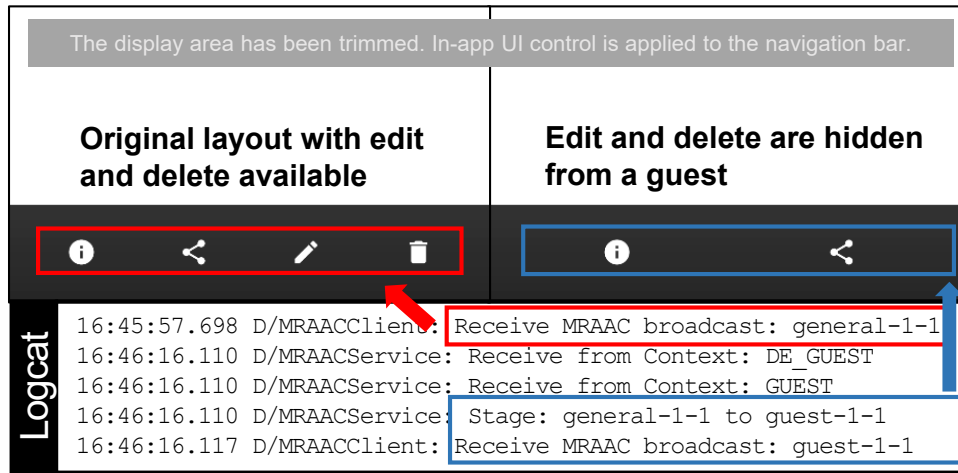 The display area has been trimmed. In-app UI control is applied to the navigation bar.
Original layout with edit
and delete available
Edit and delete are hidden
from a guest
Logcat
16:45:57.698 D/MRAACClient: Receive MRAAC broadcast: general-1-1
16:46:16.110 D/MRAACService: Receive from Context: DE_GUEST
16:46:16.110 D/MRAACService: Receive from Context: GUEST
16:46:16.110 D/MRAACService: Stage: general-1-1 to guest-1-1
16:46:16.117 D/MRAACClient: Receive MRAAC broadcast: guest-1-1